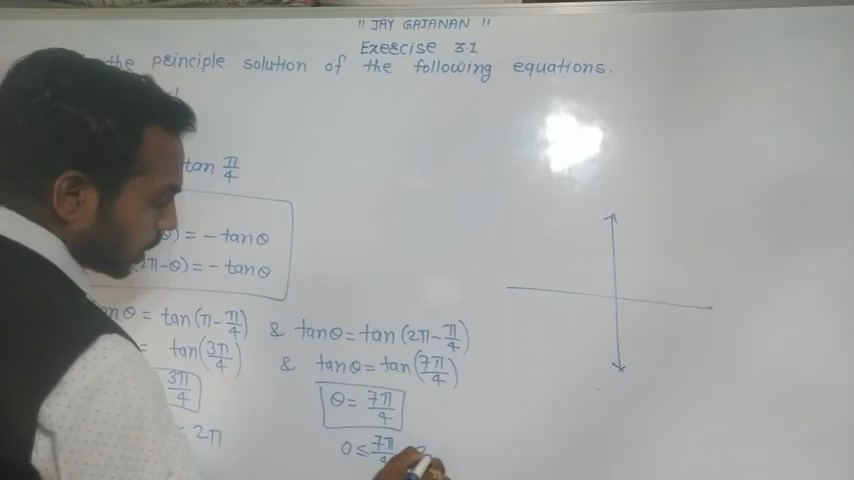 || JAY GAJANAN ||
Exercise 3.1
the principle solution of the following equations.
tan π/4
) = - tanθ
(2π-θ) = - tanθ
θ = tan(π - π/4) & tanθ = tan(2π - π/4)
= tan(3π/4) & tanθ = tan(7π/4)
3π/4 θ = 7π/4
2π 0 ≤ 7π/4